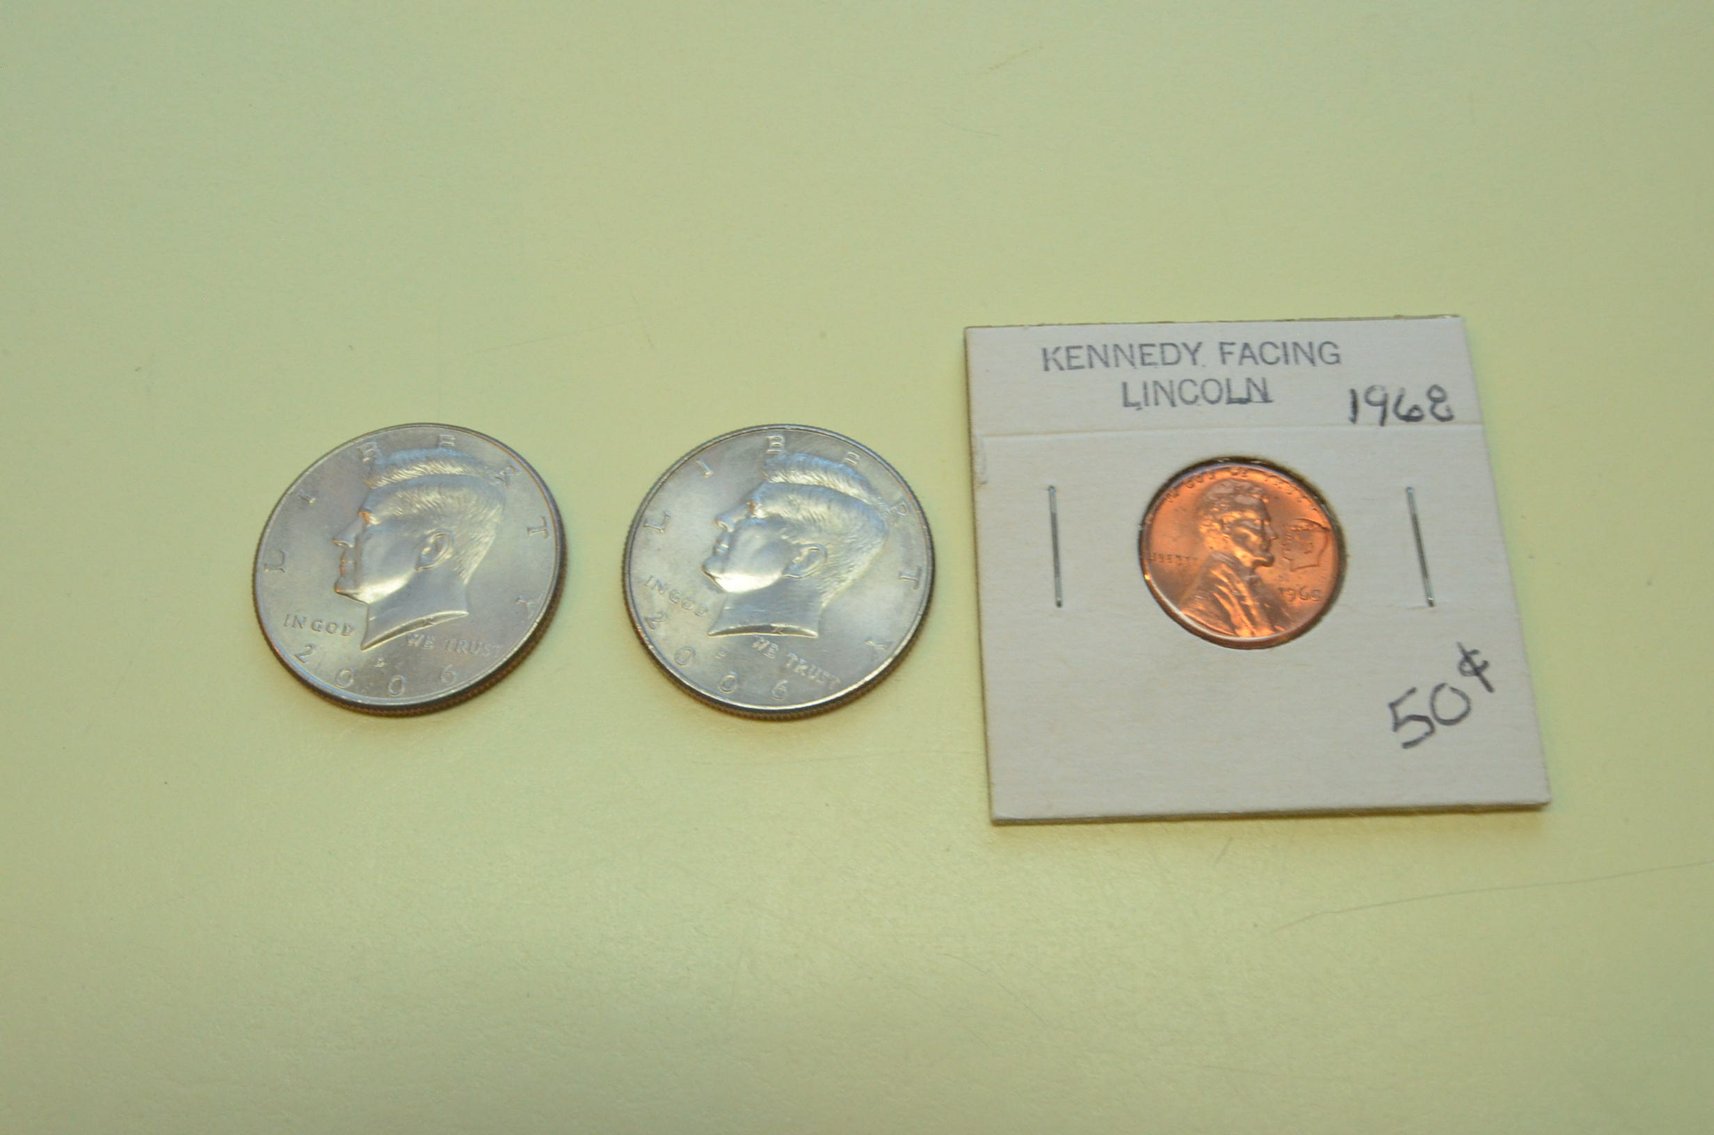 LIBERTY
IN GOD WE TRUST
P
2006
LIBERTY
IN GOD WE TRUST
2006
KENNEDY FACING
LINCOLN
1968
LIBERTY
1968
50¢